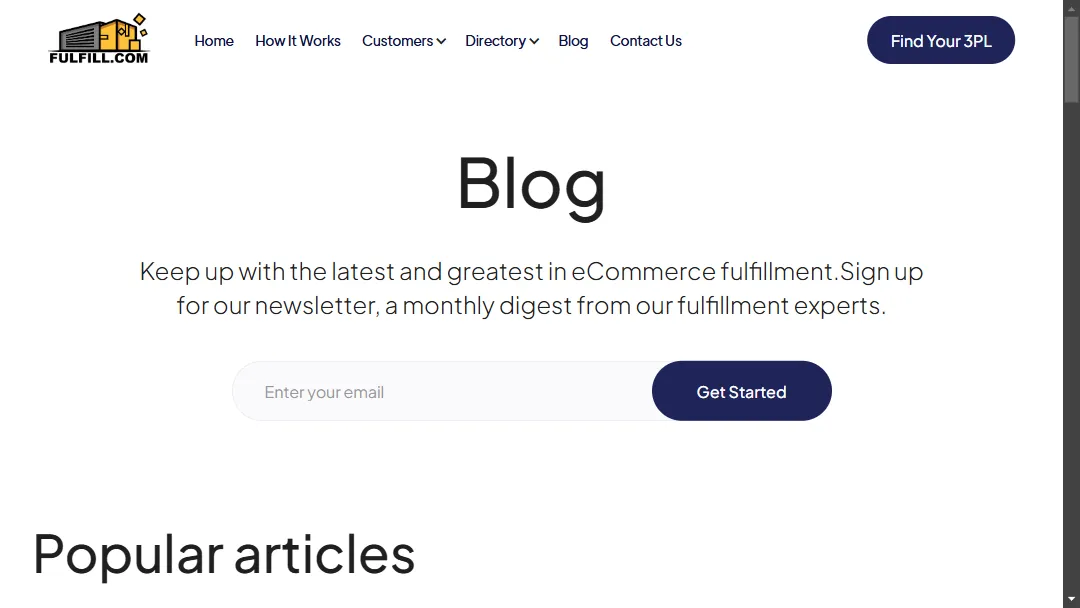 FULFILL.COM
Home How It Works Customers Directory Blog Contact Us
Find Your 3PL
Blog
Keep up with the latest and greatest in eCommerce fulfillment.Sign up
for our newsletter, a monthly digest from our fulfillment experts.
Enter your email
Get Started
Popular articles